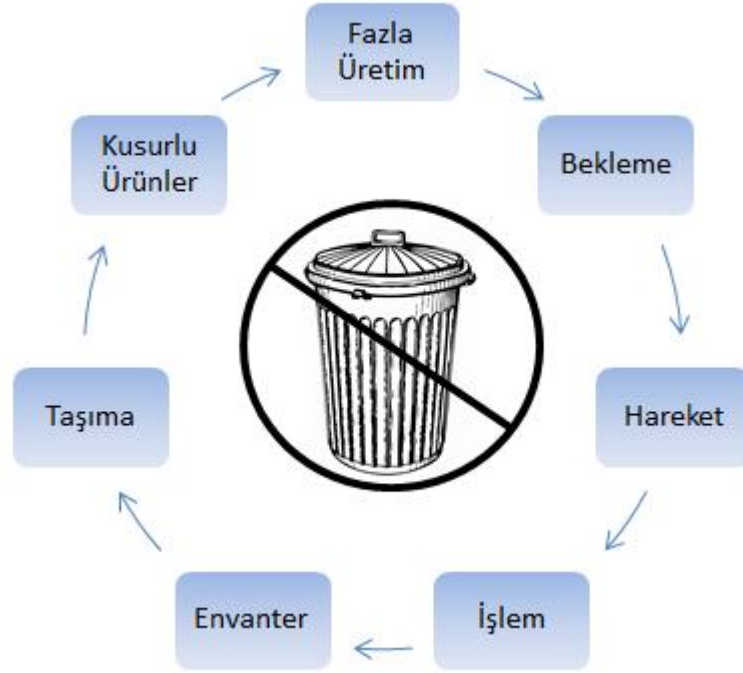 Fazla
Üretim
Bekleme
Hareket
İşlem
Envanter
Taşıma
Kusurlu
Ürünler